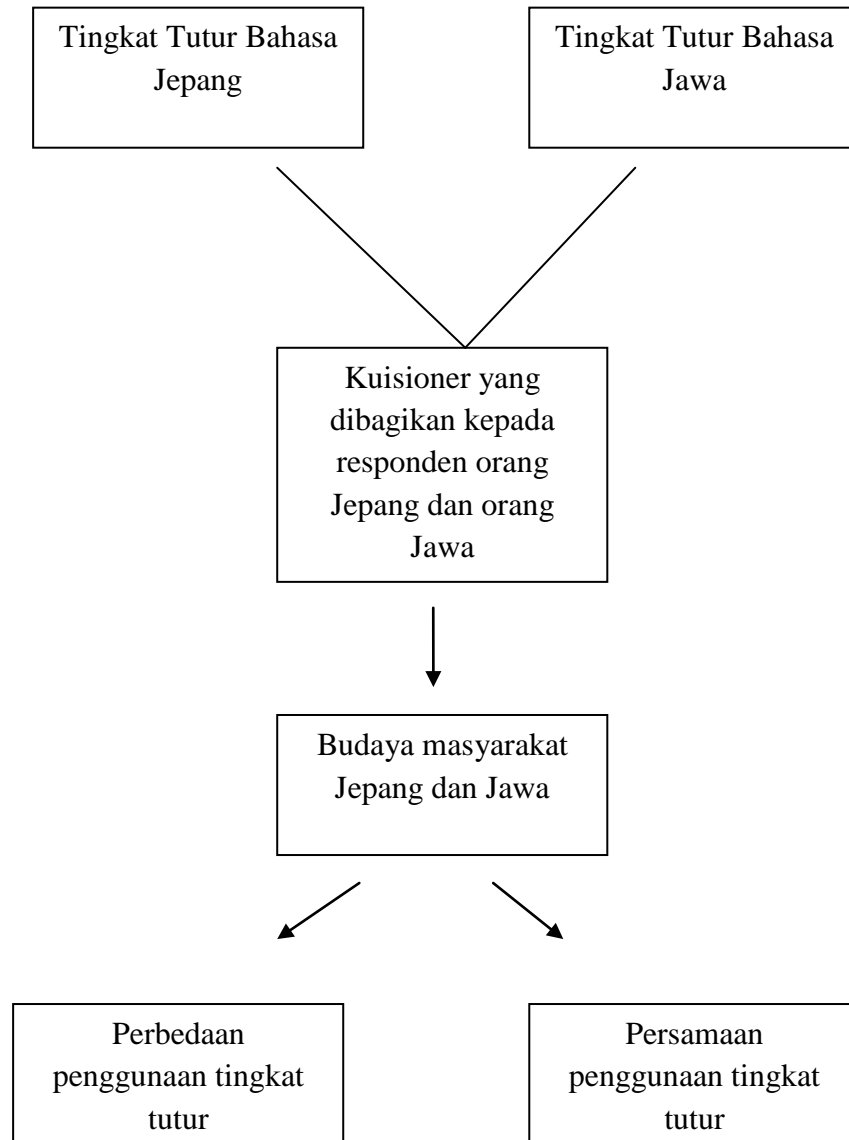 Tingkat Tutur Bahasa
Jepang
Tingkat Tutur Bahasa
Jawa
Kuisioner yang
dibagikan kepada
responden orang
Jepang dan orang
Jawa
Budaya masyarakat
Jepang dan Jawa
Perbedaan
penggunaan tingkat
tutur
Persamaan
penggunaan tingkat
tutur